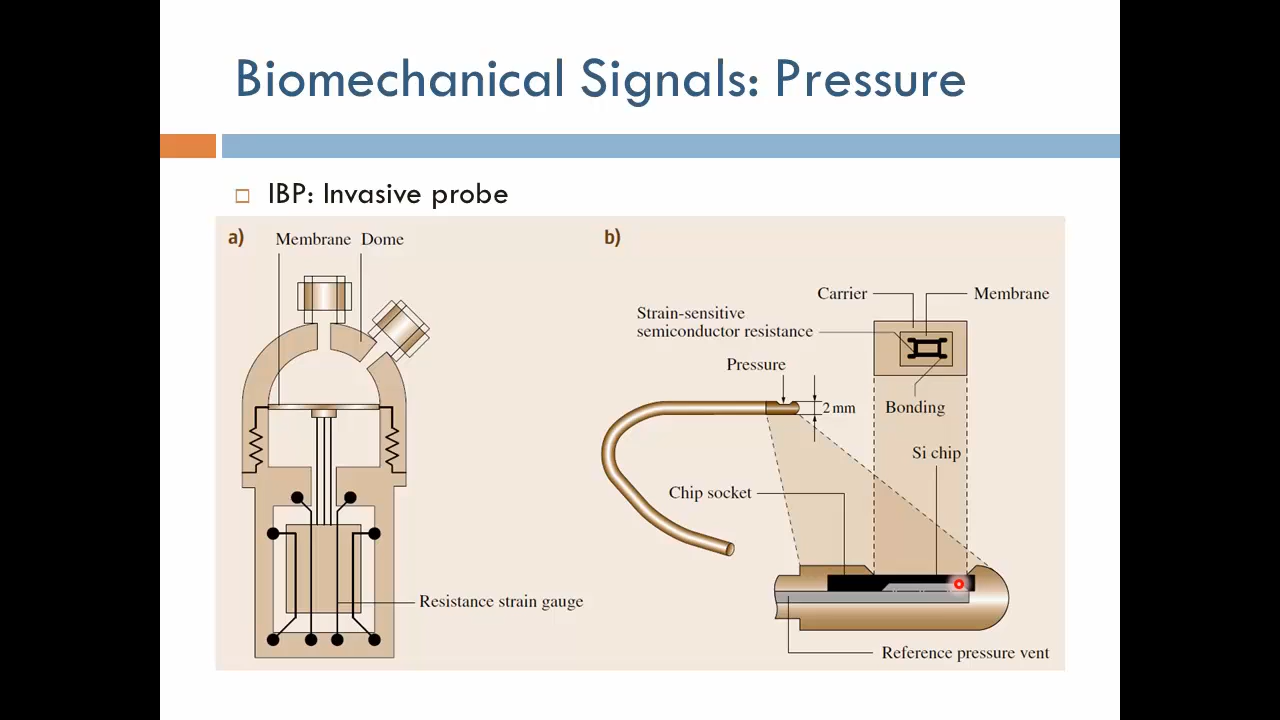 Biomechanical Signals: Pressure
IBP: Invasive probe
a)
Membrane
Dome
Resistance strain gauge
b)
Carrier
Membrane
Strain-sensitive
semiconductor resistance
Pressure
2 mm
Bonding
Si chip
Chip socket
Reference pressure vent